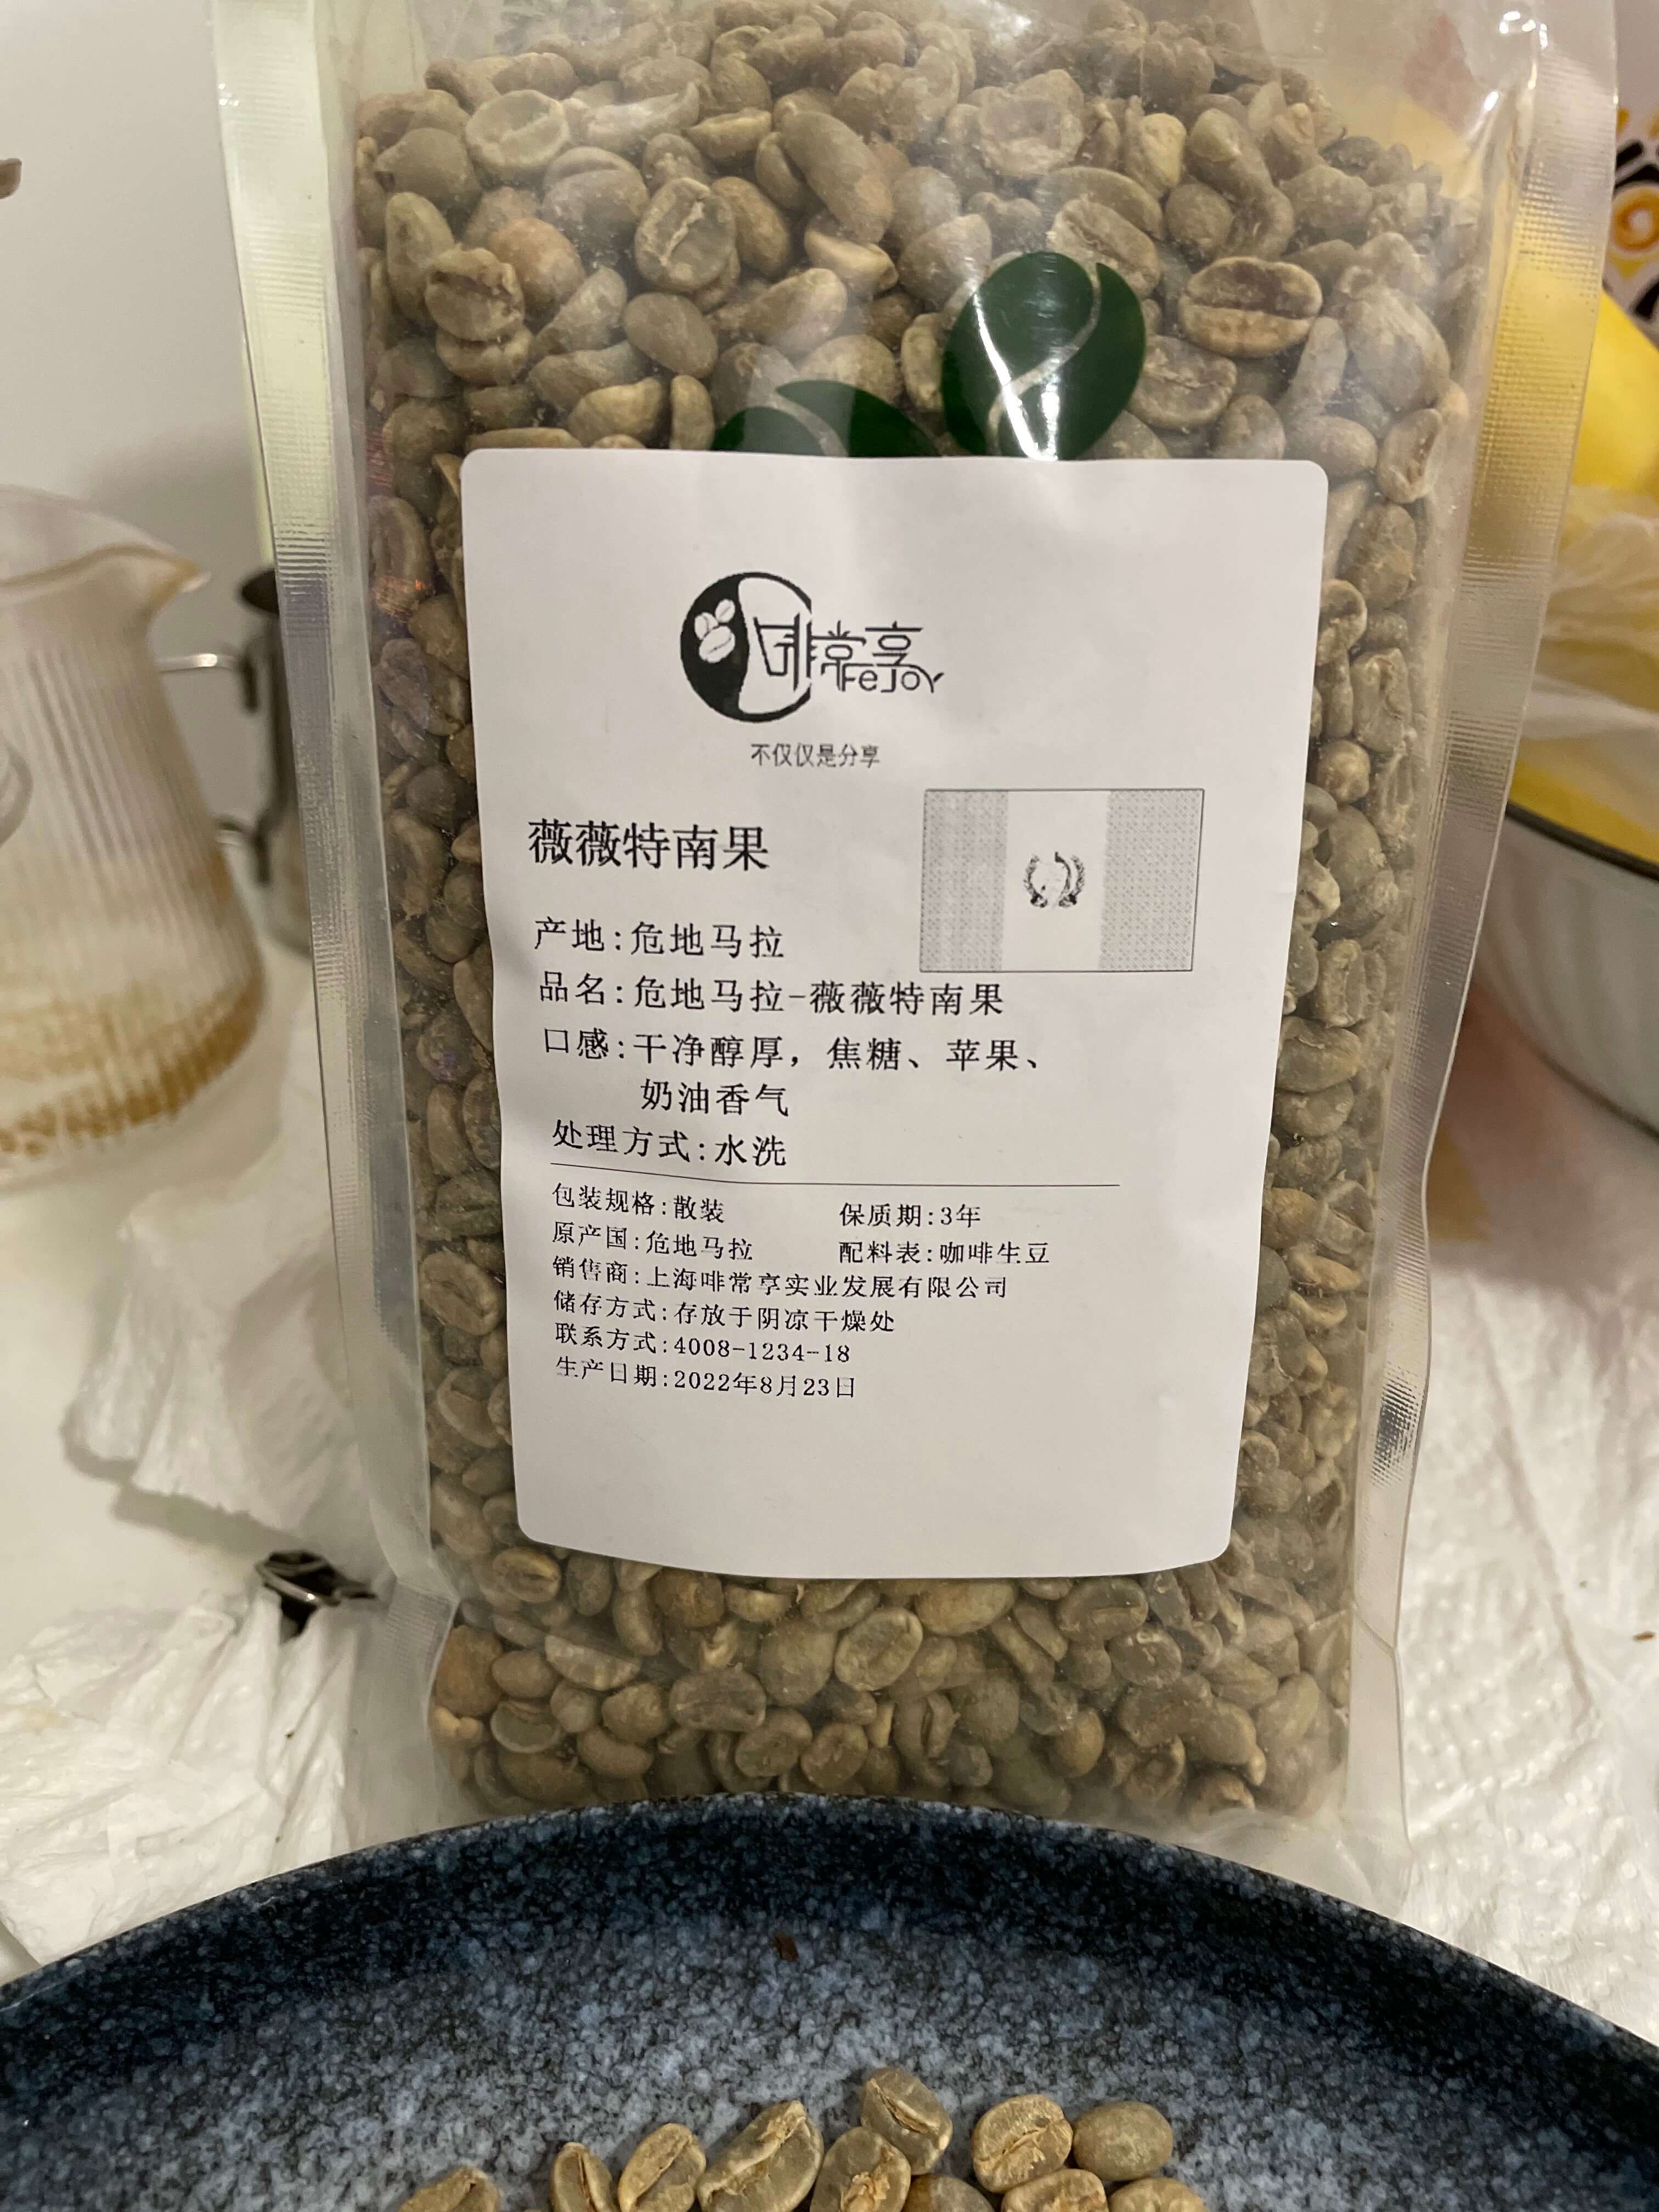 啡常享
FeJoY
不仅仅是分享
薇薇特南果
产地:危地马拉
品名:危地马拉-薇薇特南果
口感:干净醇厚，焦糖、苹果、
奶油香气
处理方式:水洗
包装规格:散装 保质期:3年
原产国:危地马拉 配料表:咖啡生豆
销售商:上海啡常享实业发展有限公司
储存方式:存放于阴凉干燥处
联系方式:4008-1234-18
生产日期:2022年8月23日